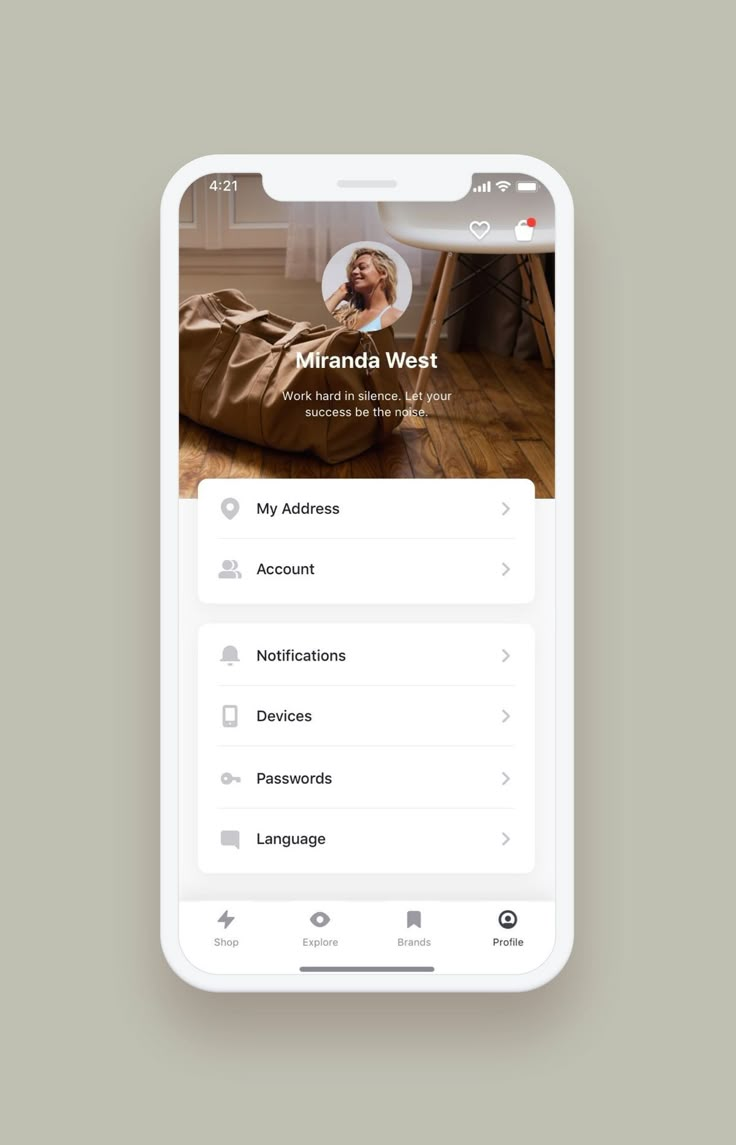 4:21
Miranda West
Work hard in silence. Let your
success be the noise.
My Address
Account
Notifications
Devices
Passwords
Language
Shop
Explore
Brands
Profile